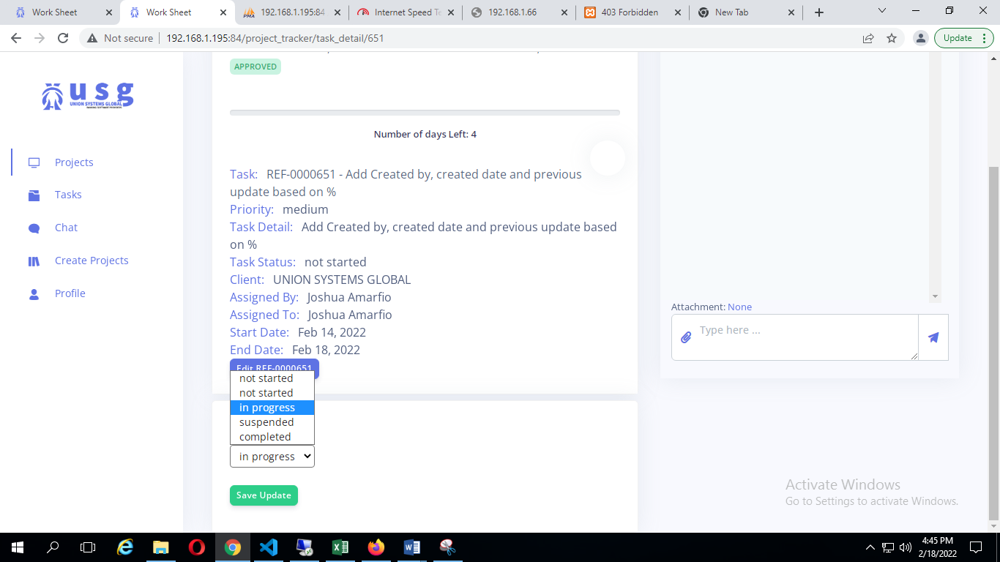 Work Sheet
Work Sheet
192.168.1.195:84
Internet Speed Te
192.168.1.66
403 Forbidden
New Tab
Not secure
192.168.1.195:84/project_tracker/task_detail/651
Update
usg
UNION SYSTEMS GLOBAL
Projects
Tasks
Chat
Create Projects
Profile
APPROVED
Number of days Left: 4
Task: REF-0000651 - Add Created by, created date and previous
update based on %
Priority: medium
Task Detail: Add Created by, created date and previous update based
on %
Task Status: not started
Client: UNION SYSTEMS GLOBAL
Assigned By: Joshua Amarfio
Assigned To: Joshua Amarfio
Start Date: Feb 14, 2022
End Date: Feb 18, 2022
Edit REF-0000651
not started
not started
in progress
suspended
completed
in progress
Save Update
Attachment: None
Type here ...
Activate Windows
Go to Settings to activate Windows.
4:45 PM
2/18/2022